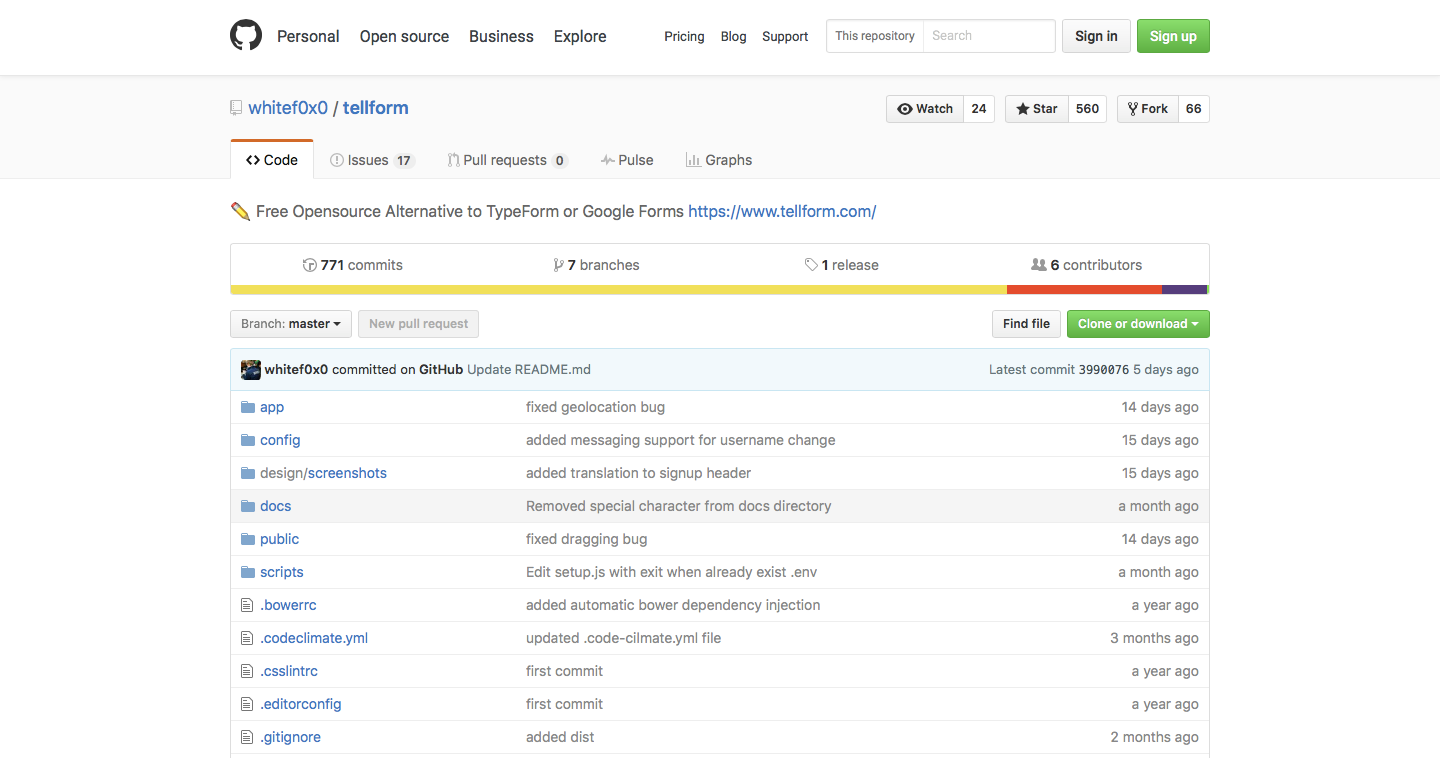 Personal Open source Business Explore Pricing Blog Support This repository Search Sign in Sign up
whitef0x0 / tellform Watch 24 Star 560 Fork 66
Code Issues 17 Pull requests 0 Pulse Graphs
Free Opensource Alternative to TypeForm or Google Forms https://www.tellform.com/
771 commits 7 branches 1 release 6 contributors
Branch: master New pull request Find file Clone or download
whitef0x0 committed on GitHub Update README.md Latest commit 3990076 5 days ago
app fixed geolocation bug 14 days ago
config added messaging support for username change 15 days ago
design/screenshots added translation to signup header 15 days ago
docs Removed special character from docs directory a month ago
public fixed dragging bug 14 days ago
scripts Edit setup.js with exit when already exist .env a month ago
.bowerrc added automatic bower dependency injection a year ago
.codeclimate.yml updated .code-cilmate.yml file 3 months ago
.csslintrc first commit a year ago
.editorconfig first commit a year ago
.gitignore added dist 2 months ago